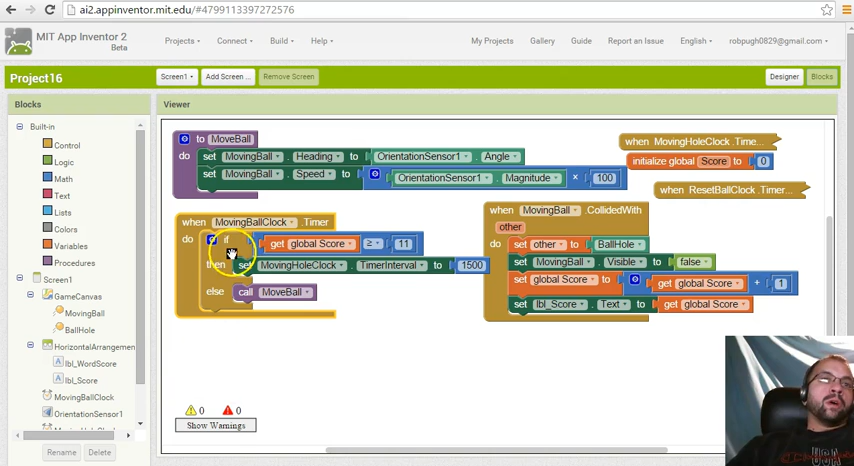 ai2.appinventor.mit.edu/#4799113397272576
MIT App Inventor 2
Beta
Projects
Connect
Build
Help
My Projects
Gallery
Guide
Report an Issue
English
robpugh0829@gmail.com
Project16
Screen1
Add Screen ...
Remove Screen
Designer
Blocks
Blocks
Viewer
Built-in
Control
Logic
Math
Text
Lists
Colors
Variables
Procedures
Screen1
GameCanvas
MovingBall
BallHole
HorizontalArrangemen
lbl_WordScore
lbl_Score
MovingBallClock
OrientationSensor1
Rename
Delete
to MoveBall
do set MovingBall . Heading to OrientationSensor1 . Angle
set MovingBall . Speed to OrientationSensor1 . Magnitude × 100
when MovingHoleClock .Time...
initialize global Score to 0
when ResetBallClock .Timer...
when MovingBallClock .Timer
do if get global Score ≥ 11
then set MovingHoleClock . TimerInterval to 1500
else call MoveBall
when MovingBall .CollidedWith
other
do set other to BallHole
set MovingBall . Visible to false
set global Score to get global Score + 1
set lbl_Score . Text to get global Score
0 0
Show Warnings
USA